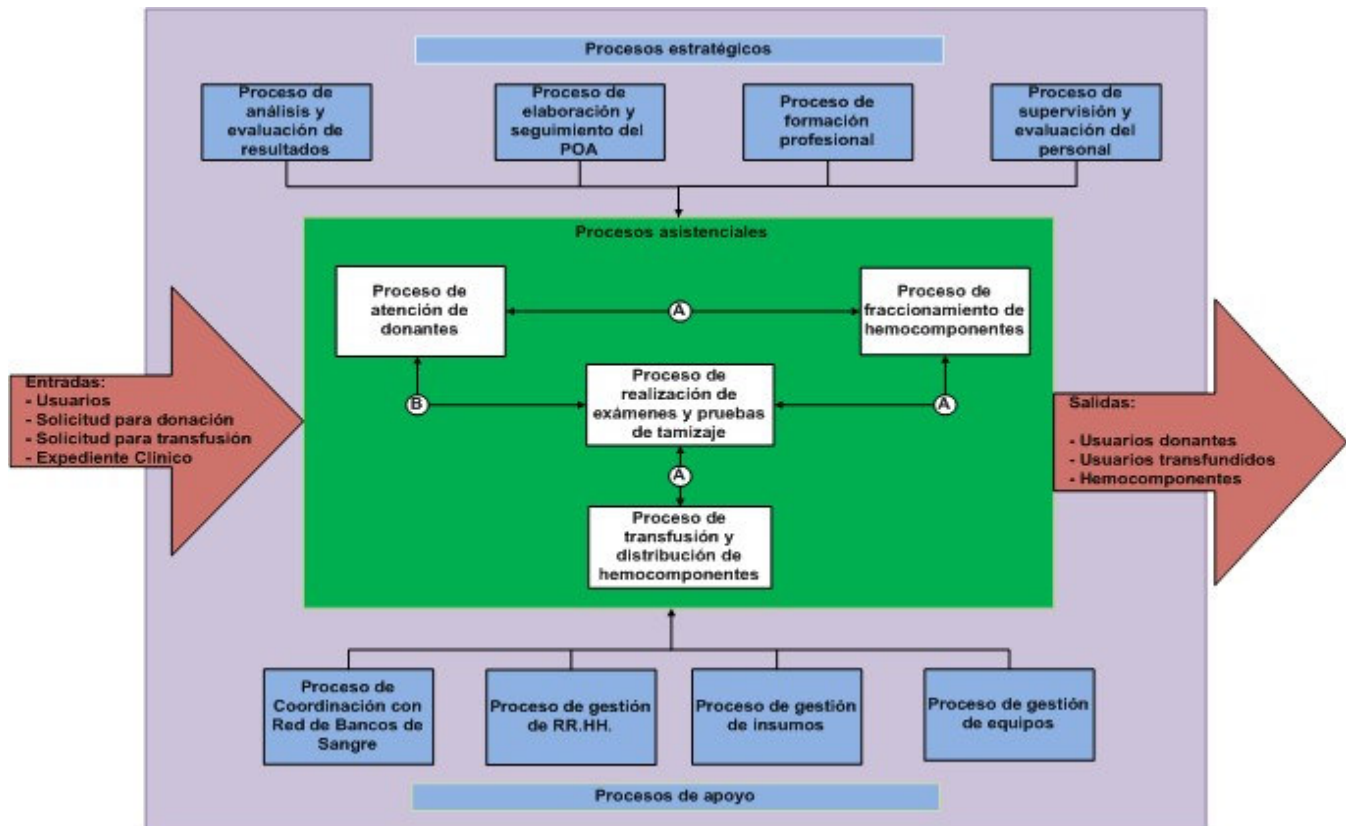 Procesos estratégicos
Proceso de
análisis y
evaluación de
resultados
Proceso de
elaboración y
seguimiento del
POA
Proceso de
formación
profesional
Proceso de
supervisión y
evaluación del
personal
Procesos asistenciales
Proceso de
atención de
donantes
A
Proceso de
fraccionamiento de
hemocomponentes
B
Proceso de
realización de
exámenes y pruebas
de tamizaje
A
A
Proceso de
transfusión y
distribución de
hemocomponentes
Entradas:
- Usuarios
- Solicitud para donación
- Solicitud para transfusión
- Expediente Clínico
Salidas:
- Usuarios donantes
- Usuarios transfundidos
- Hemocomponentes
Proceso de
Coordinación con
Red de Bancos de
Sangre
Proceso de gestión
de RR.HH.
Proceso de gestión
de insumos
Proceso de gestión
de equipos
Procesos de apoyo